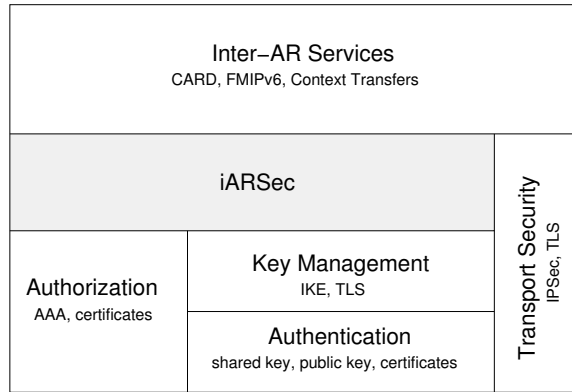 Inter−AR Services
CARD, FMIPv6, Context Transfers
iARSec
Transport Security
IPSec, TLS
Authorization
AAA, certificates
Key Management
IKE, TLS
Authentication
shared key, public key, certificates